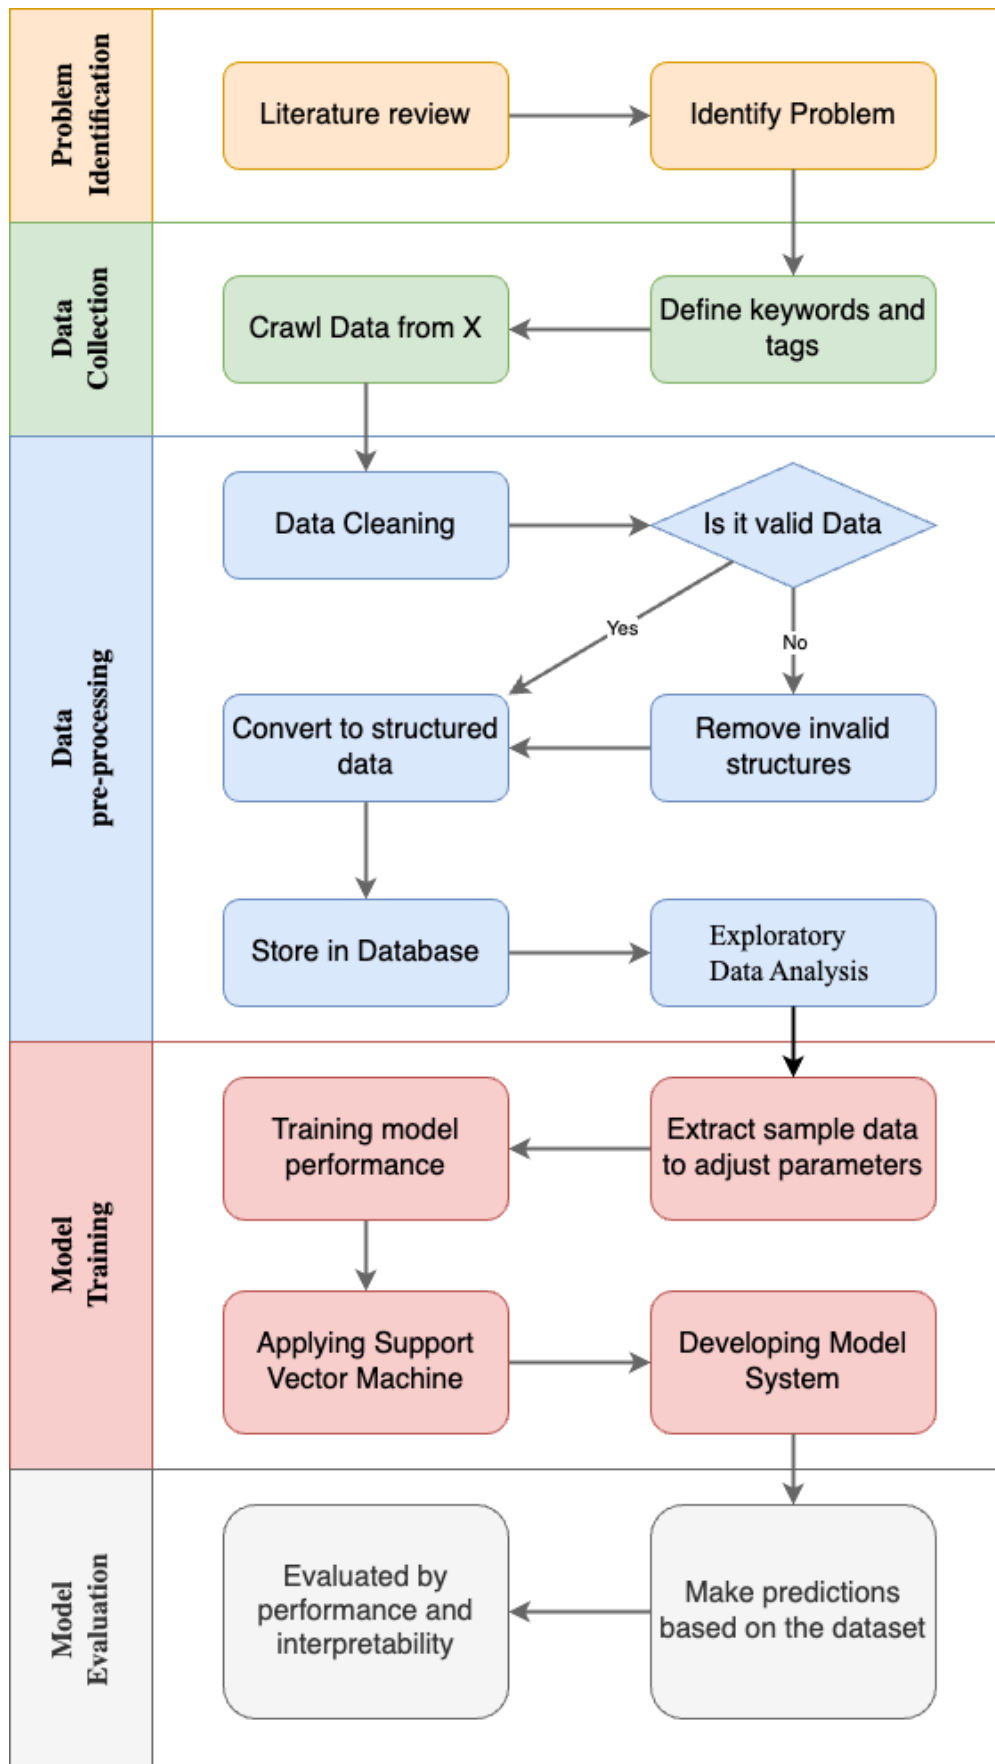 Problem
Identification
Literature review
Identify Problem
Data
Collection
Crawl Data from X
Define keywords and
tags
Data
pre-processing
Data Cleaning
Is it valid Data
Yes
No
Convert to structured
data
Remove invalid
structures
Store in Database
Exploratory
Data Analysis
Model
Training
Training model
performance
Extract sample data
to adjust parameters
Applying Support
Vector Machine
Developing Model
System
Model
Evaluation
Evaluated by
performance and
interpretability
Make predictions
based on the dataset